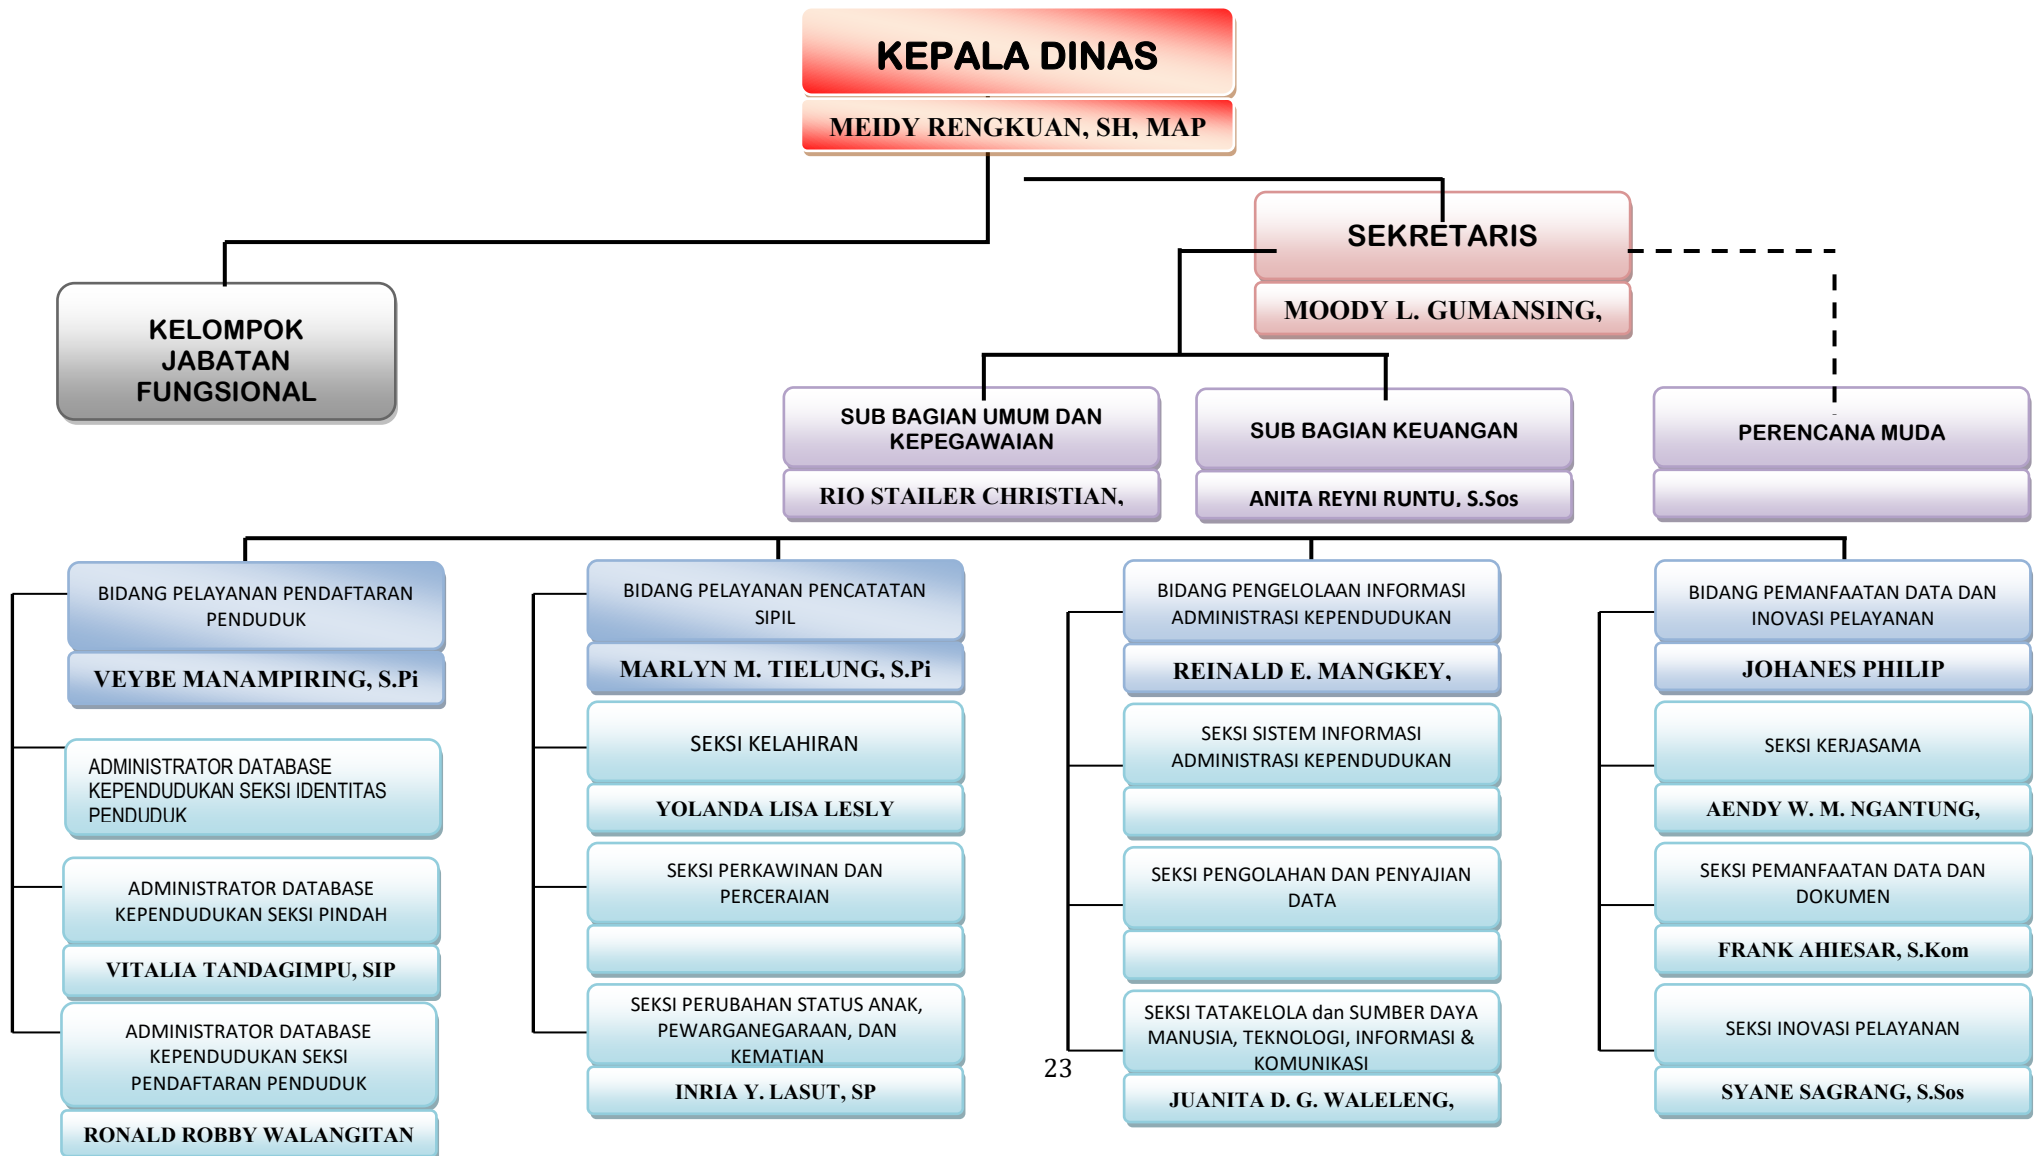 KEPALA DINAS
MEIDY RENGKUAN, SH, MAP
SEKRETARIS
MOODY L. GUMANSING,
KELOMPOK
JABATAN
FUNGSIONAL
SUB BAGIAN UMUM DAN
KEPEGAWAIAN
RIO STAILER CHRISTIAN,
SUB BAGIAN KEUANGAN
ANITA REYNI RUNTU, S.Sos
PERENCANA MUDA
BIDANG PELAYANAN PENDAFTARAN
PENDUDUK
VEYBE MANAMPIRING, S.Pi
ADMINISTRATOR DATABASE
KEPENDUDUKAN SEKSI IDENTITAS
PENDUDUK
ADMINISTRATOR DATABASE
KEPENDUDUKAN SEKSI PINDAH
VITALIA TANDAGIMPU, SIP
ADMINISTRATOR DATABASE
KEPENDUDUKAN SEKSI
PENDAFTARAN PENDUDUK
RONALD ROBBY WALANGITAN
BIDANG PELAYANAN PENCATATAN
SIPIL
MARLYN M. TIELUNG, S.Pi
SEKSI KELAHIRAN
YOLANDA LISA LESLY
SEKSI PERKAWINAN DAN
PERCERAIAN
SEKSI PERUBAHAN STATUS ANAK,
PEWARGANEGARAAN, DAN
KEMATIAN
INRIA Y. LASUT, SP
BIDANG PENGELOLAAN INFORMASI
ADMINISTRASI KEPENDUDUKAN
REINALD E. MANGKEY,
SEKSI SISTEM INFORMASI
ADMINISTRASI KEPENDUDUKAN
SEKSI PENGOLAHAN DAN PENYAJIAN
DATA
SEKSI TATAKELOLA dan SUMBER DAYA
MANUSIA, TEKNOLOGI, INFORMASI &
KOMUNIKASI
JUANITA D. G. WALELENG,
BIDANG PEMANFAATAN DATA DAN
INOVASI PELAYANAN
JOHANES PHILIP
SEKSI KERJASAMA
AENDY W. M. NGANTUNG,
SEKSI PEMANFAATAN DATA DAN
DOKUMEN
FRANK AHIESAR, S.Kom
SEKSI INOVASI PELAYANAN
SYANE SAGRANG, S.Sos
23